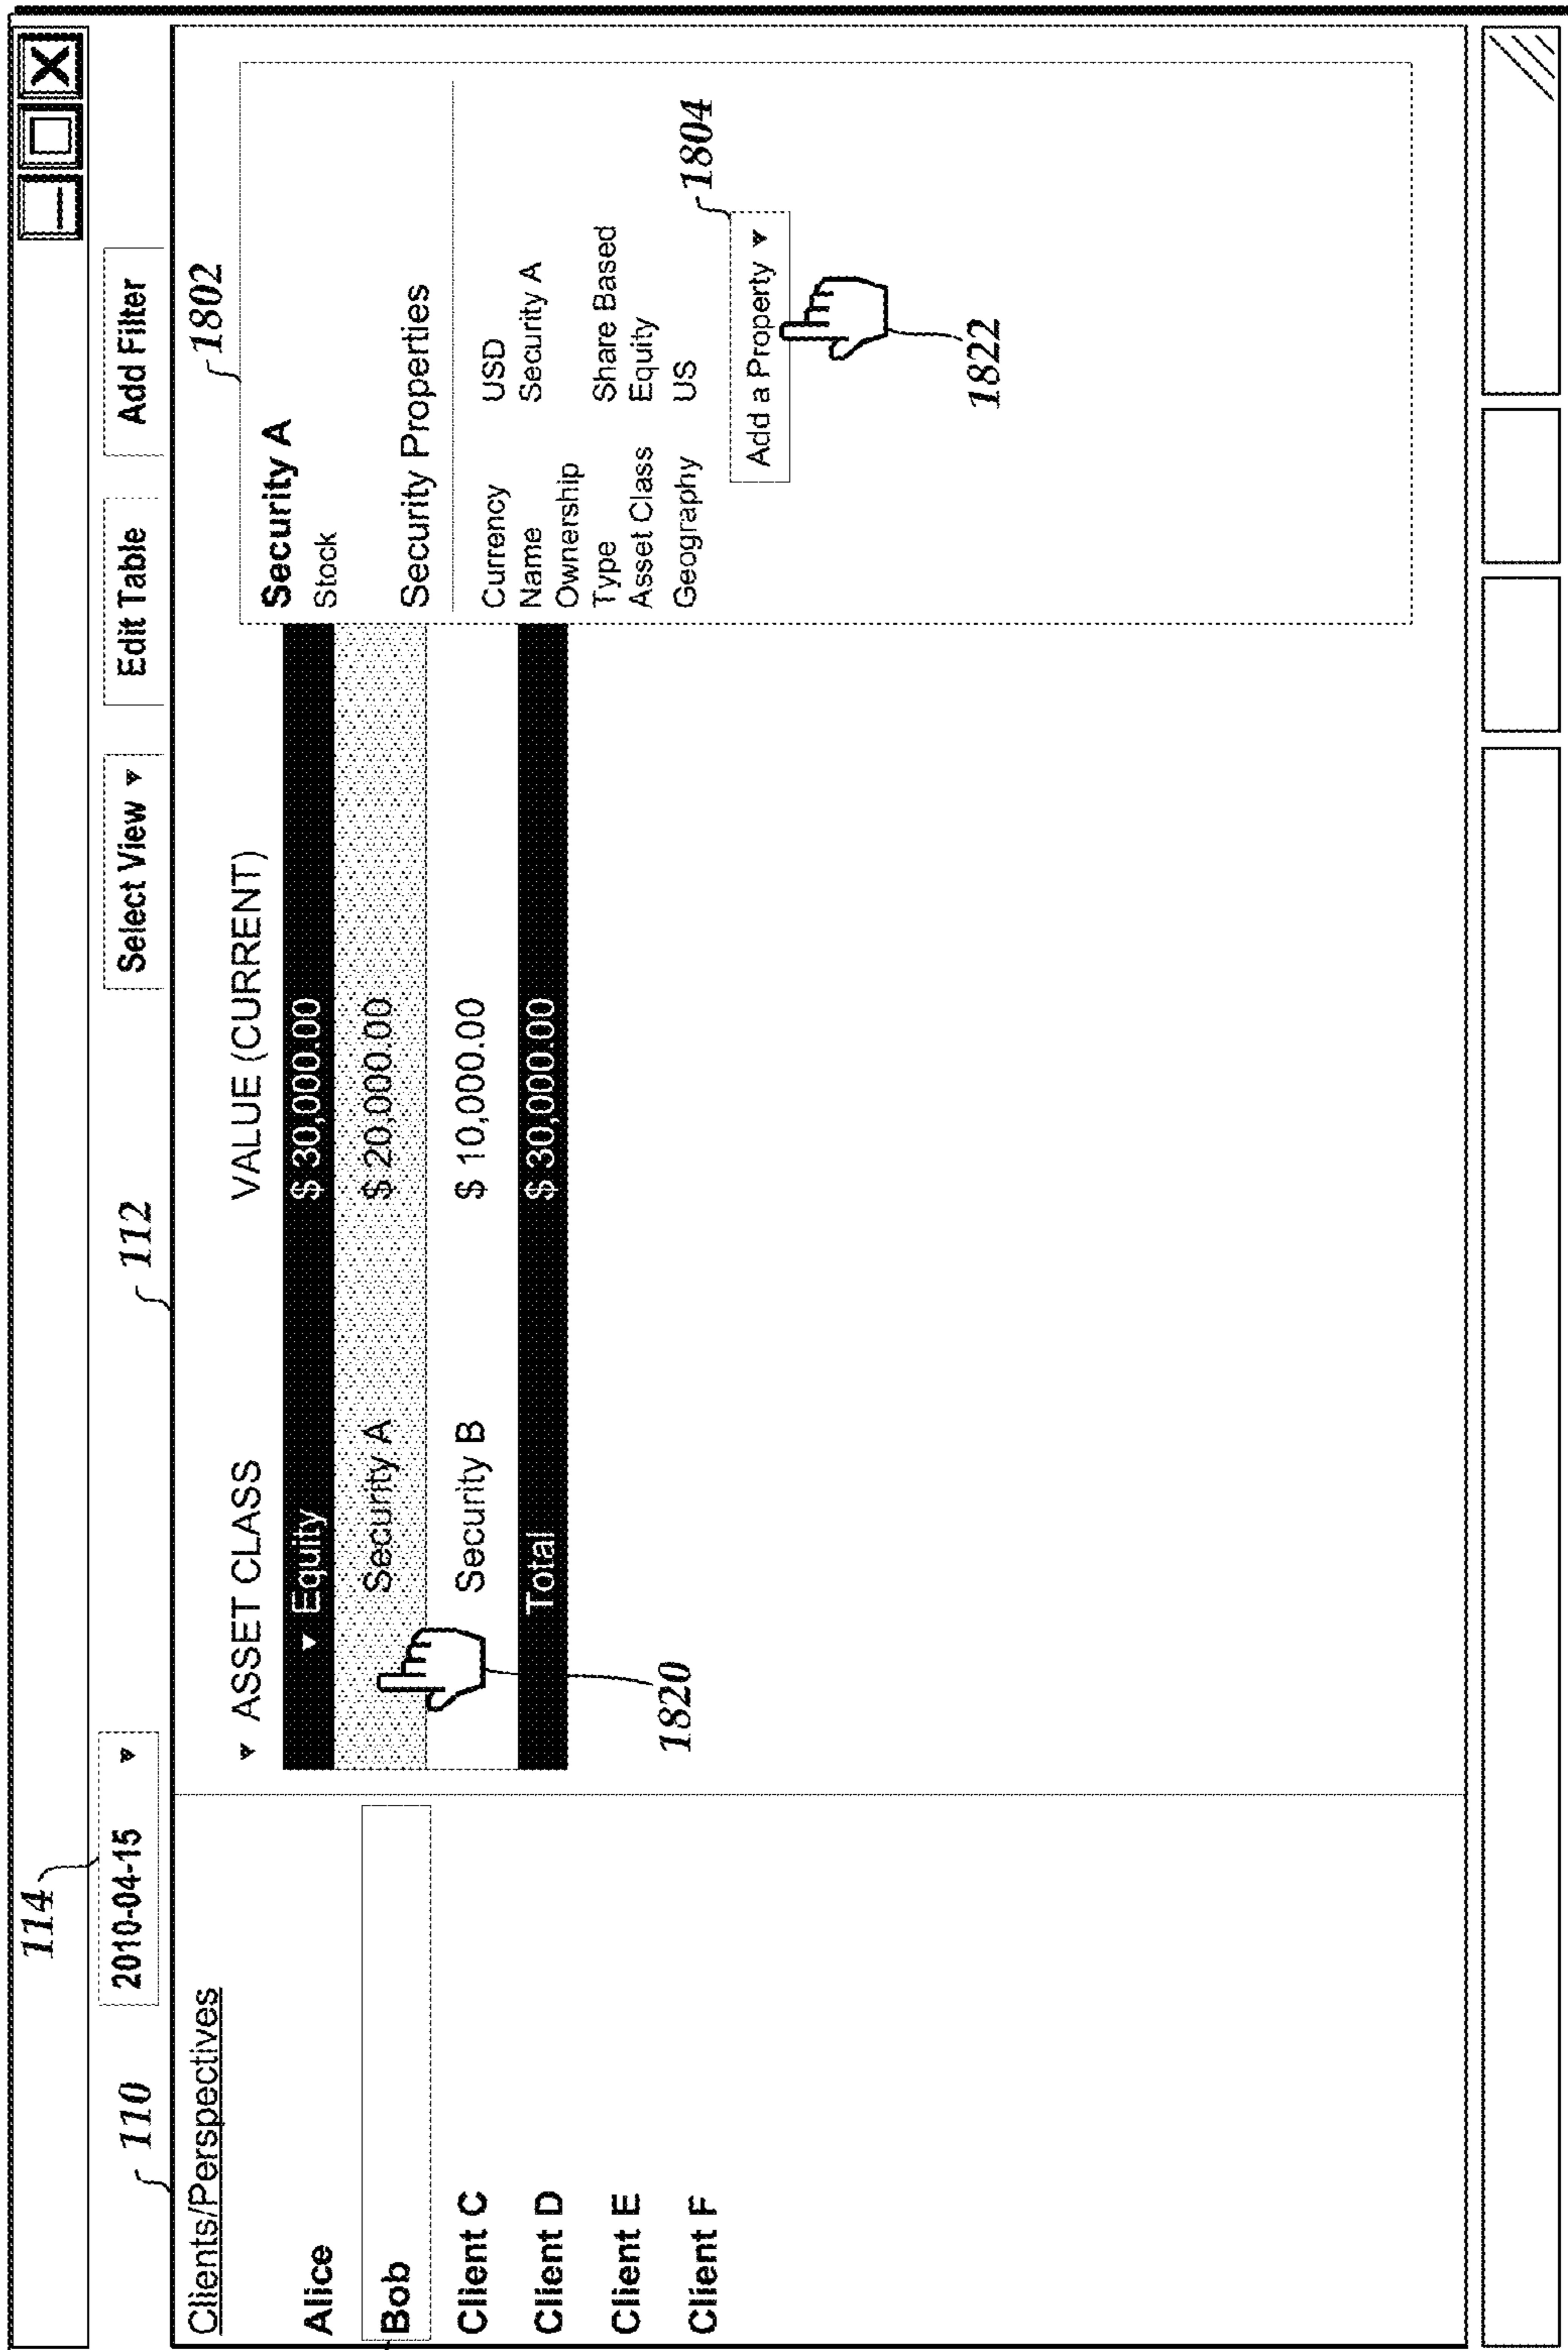 114
110
2010-04-15
112
Select View
Edit Table
Add Filter
Clients/Perspectives
Alice
Bob
Client C
Client D
Client E
Client F
ASSET CLASS VALUE (CURRENT)
Equity $ 30,000.00
Security A $ 20,000.00
Security B $ 10,000.00
Total $ 30,000.00
1820
1802
Security A
Stock
Security Properties
Currency USD
Name Security A
Ownership
Type Share Based
Asset Class Equity
Geography US
1804
Add a Property
1822